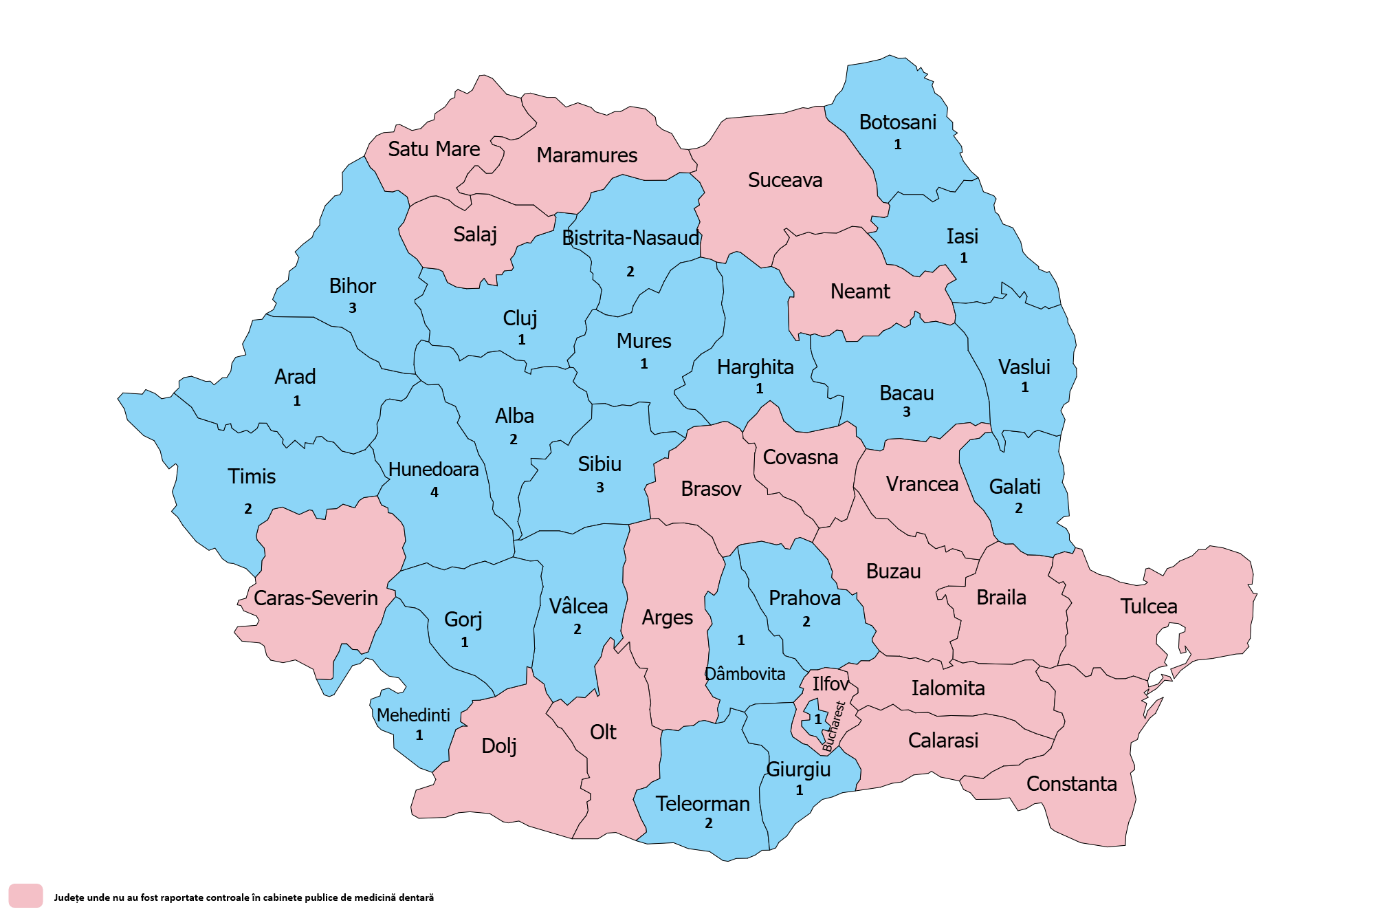 Botosani
1
Satu Mare
Maramures
Suceava
Salaj
Bistrita-Nasaud
2
Iasi
1
Bihor
3
Neamt
Cluj
1
Mures
1
Harghita
1
Vaslui
1
Arad
1
Bacau
3
Alba
2
Timis
2
Hunedoara
4
Sibiu
3
Brasov
Covasna
Vrancea
Galati
2
Caras-Severin
Gorj
1
Vâlcea
2
Arges
1
Dâmbovita
Prahova
2
Buzau
Braila
Tulcea
Mehedinti
1
Dolj
Olt
Ilfov
1
Bucharest
Ialomita
Calarasi
Constanta
Teleorman
2
Giurgiu
1
Județe unde nu au fost raportate controale în cabinete publice de medicină dentară